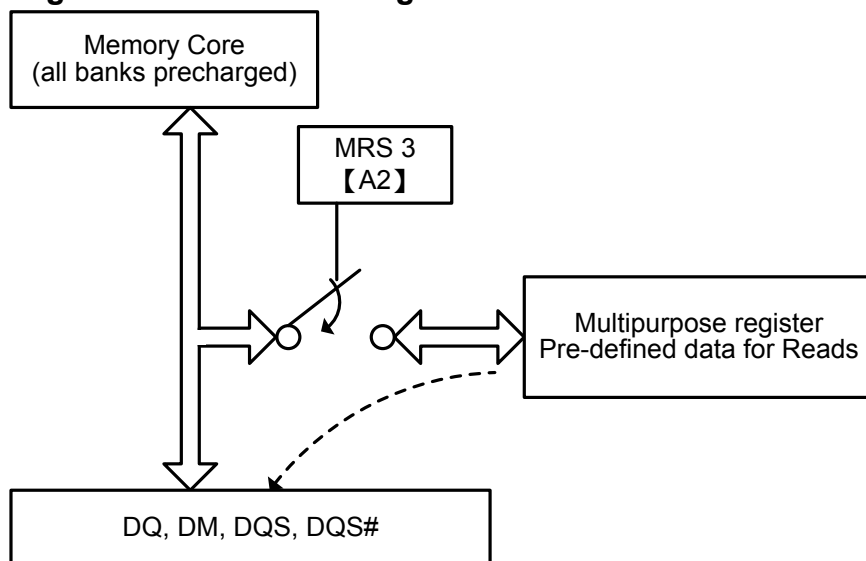 Memory Core
(all banks precharged)
MRS 3
【A2】
Multipurpose register
Pre-defined data for Reads
DQ, DM, DQS, DQS#